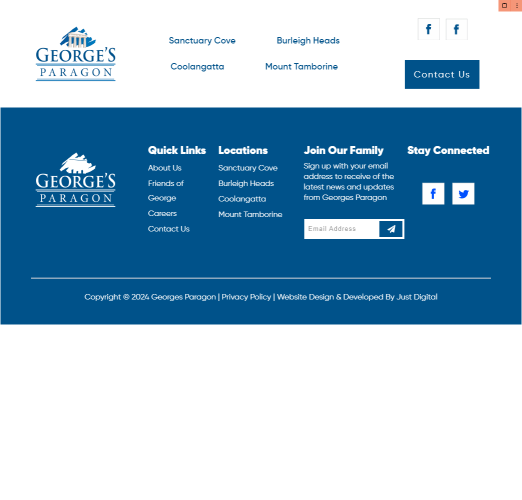 GEORGE'S
PARAGON
Sanctuary Cove
Burleigh Heads
Coolangatta
Mount Tamborine
Contact Us
GEORGE'S
PARAGON
Quick Links
About Us
Friends of
George
Careers
Contact Us
Locations
Sanctuary Cove
Burleigh Heads
Coolangatta
Mount Tamborine
Join Our Family
Sign up with your email
address to receive of the
latest news and updates
from Georges Paragon
Email Address
Stay Connected
Copyright © 2024 Georges Paragon | Privacy Policy | Website Design & Developed By Just Digital